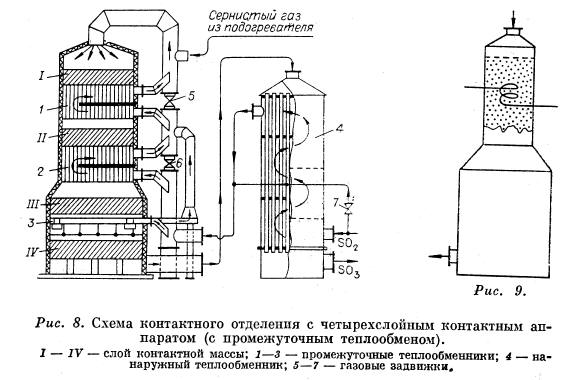 Сернистый газ
из подогревателя
I
1
5
II
2
6
III
3
IV
4
7
SO₂
SO₃
Рис. 9.
Рис. 8. Схема контактного отделения с четырехслойным контактным ап-
паратом (с промежуточным теплообменом).
I — IV — слой контактной массы; 1—3 — промежуточные теплообменники; 4 — на-
наружный теплообменник; 5—7 — газовые задвижки.